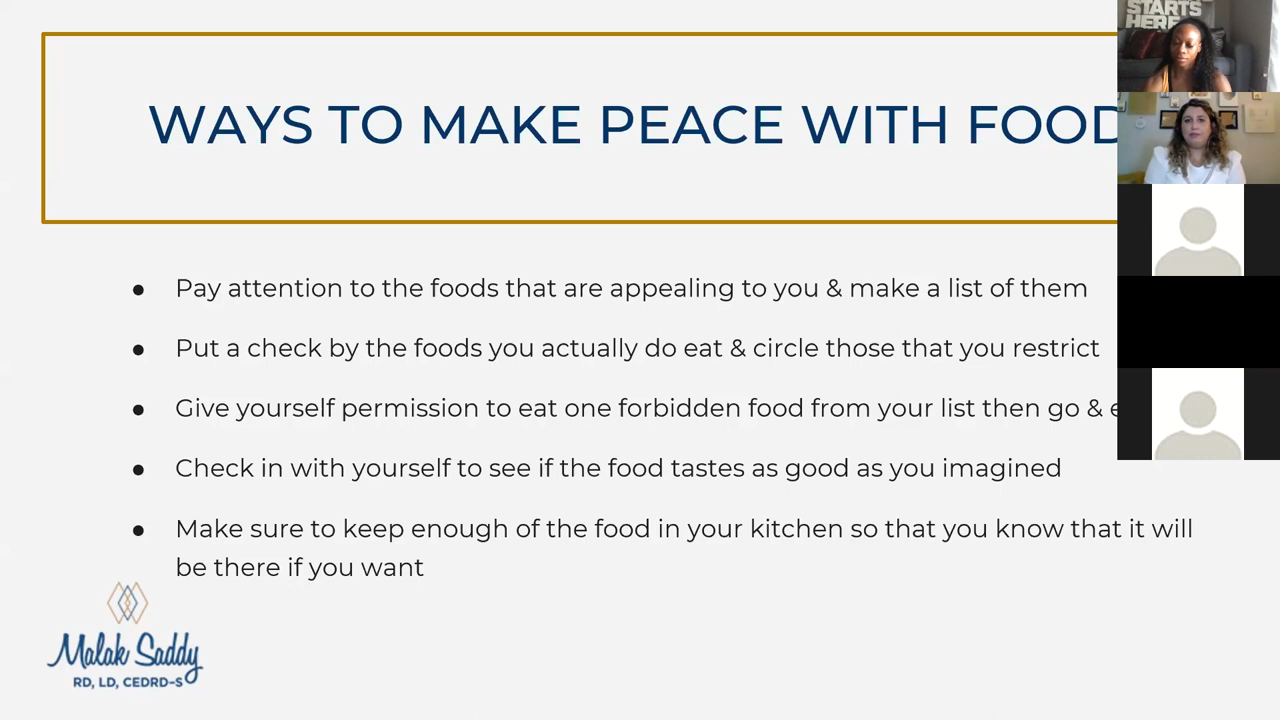 STARTS
HERE
WAYS TO MAKE PEACE WITH FOOD
● Pay attention to the foods that are appealing to you & make a list of them
● Put a check by the foods you actually do eat & circle those that you restrict
● Give yourself permission to eat one forbidden food from your list then go &
● Check in with yourself to see if the food tastes as good as you imagined
● Make sure to keep enough of the food in your kitchen so that you know that it will
be there if you want
Malak Saddy
RD, LD, CEDRD-S